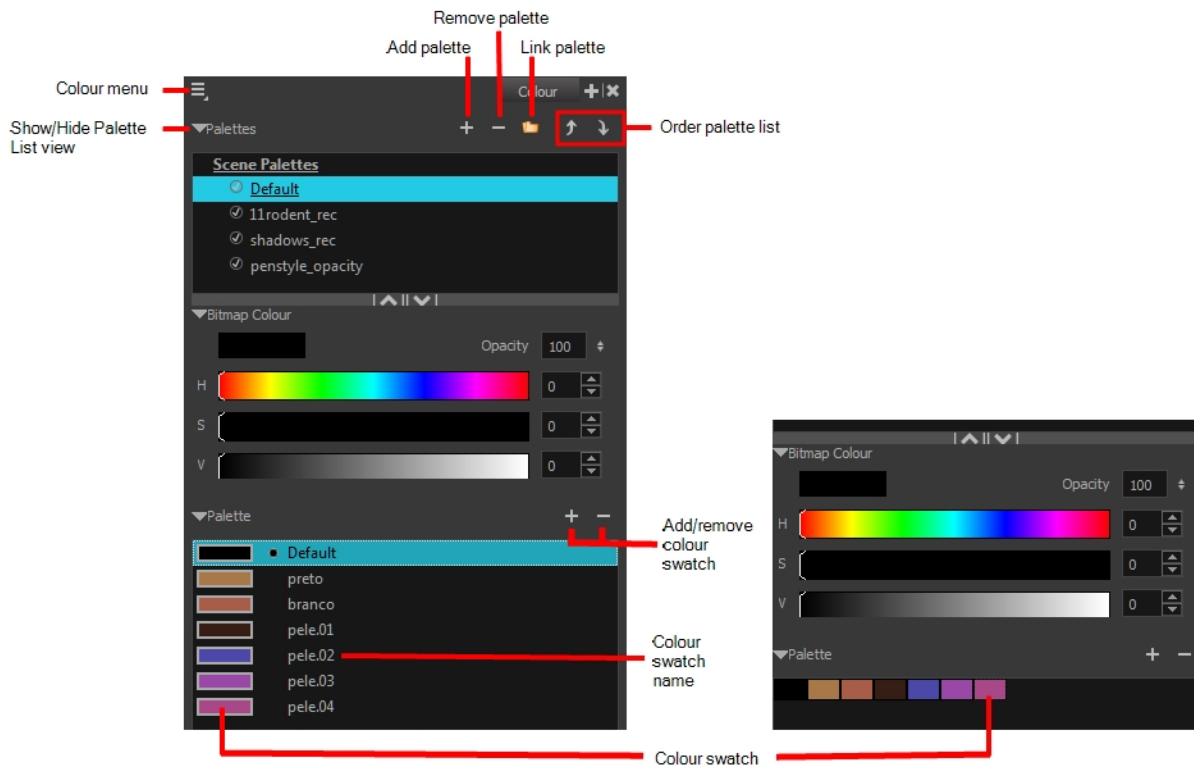 Remove palette
Add palette
Link palette
Colour menu
Colour
Show/Hide Palette
List view
Palettes
Order palette list
Scene Palettes
Default
11rodent_rec
shadows_rec
penstyle_opacity
Bitmap Colour
Opacity 100
H 0
S 0
V 0
Palette
Add/remove
colour
swatch
Default
preto
branco
pele.01
pele.02
pele.03
pele.04
Colour
swatch
name
Bitmap Colour
Opacity 100
H 0
S 0
V 0
Palette
Colour swatch